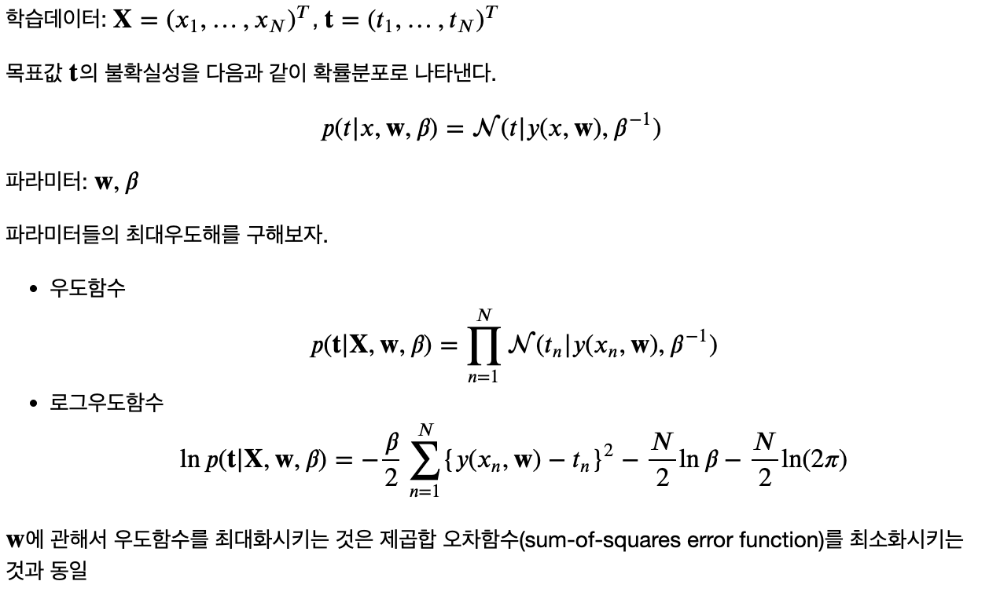 학습데이터: $\mathbf{X} = (x_1, \ldots, x_N)^T$, $\mathbf{t} = (t_1, \ldots, t_N)^T$
목표값 $\mathbf{t}$의 불확실성을 다음과 같이 확률분포로 나타낸다.
$p(t|x, \mathbf{w}, \beta) = \mathcal{N}(t|y(x, \mathbf{w}), \beta^{-1})$
파라미터: $\mathbf{w}, \beta$
파라미터들의 최대우도해를 구해보자.
• 우도함수
$p(\mathbf{t}|\mathbf{X}, \mathbf{w}, \beta) = \prod_{n=1}^{N} \mathcal{N}(t_n|y(x_n, \mathbf{w}), \beta^{-1})$
• 로그우도함수
$\ln p(\mathbf{t}|\mathbf{X}, \mathbf{w}, \beta) = -\frac{\beta}{2} \sum_{n=1}^{N} \{y(x_n, \mathbf{w}) - t_n\}^2 - \frac{N}{2} \ln \beta - \frac{N}{2} \ln(2\pi)$
$\mathbf{w}$에 관해서 우도함수를 최대화시키는 것은 제곱합 오차함수(sum-of-squares error function)를 최소화시키는
것과 동일